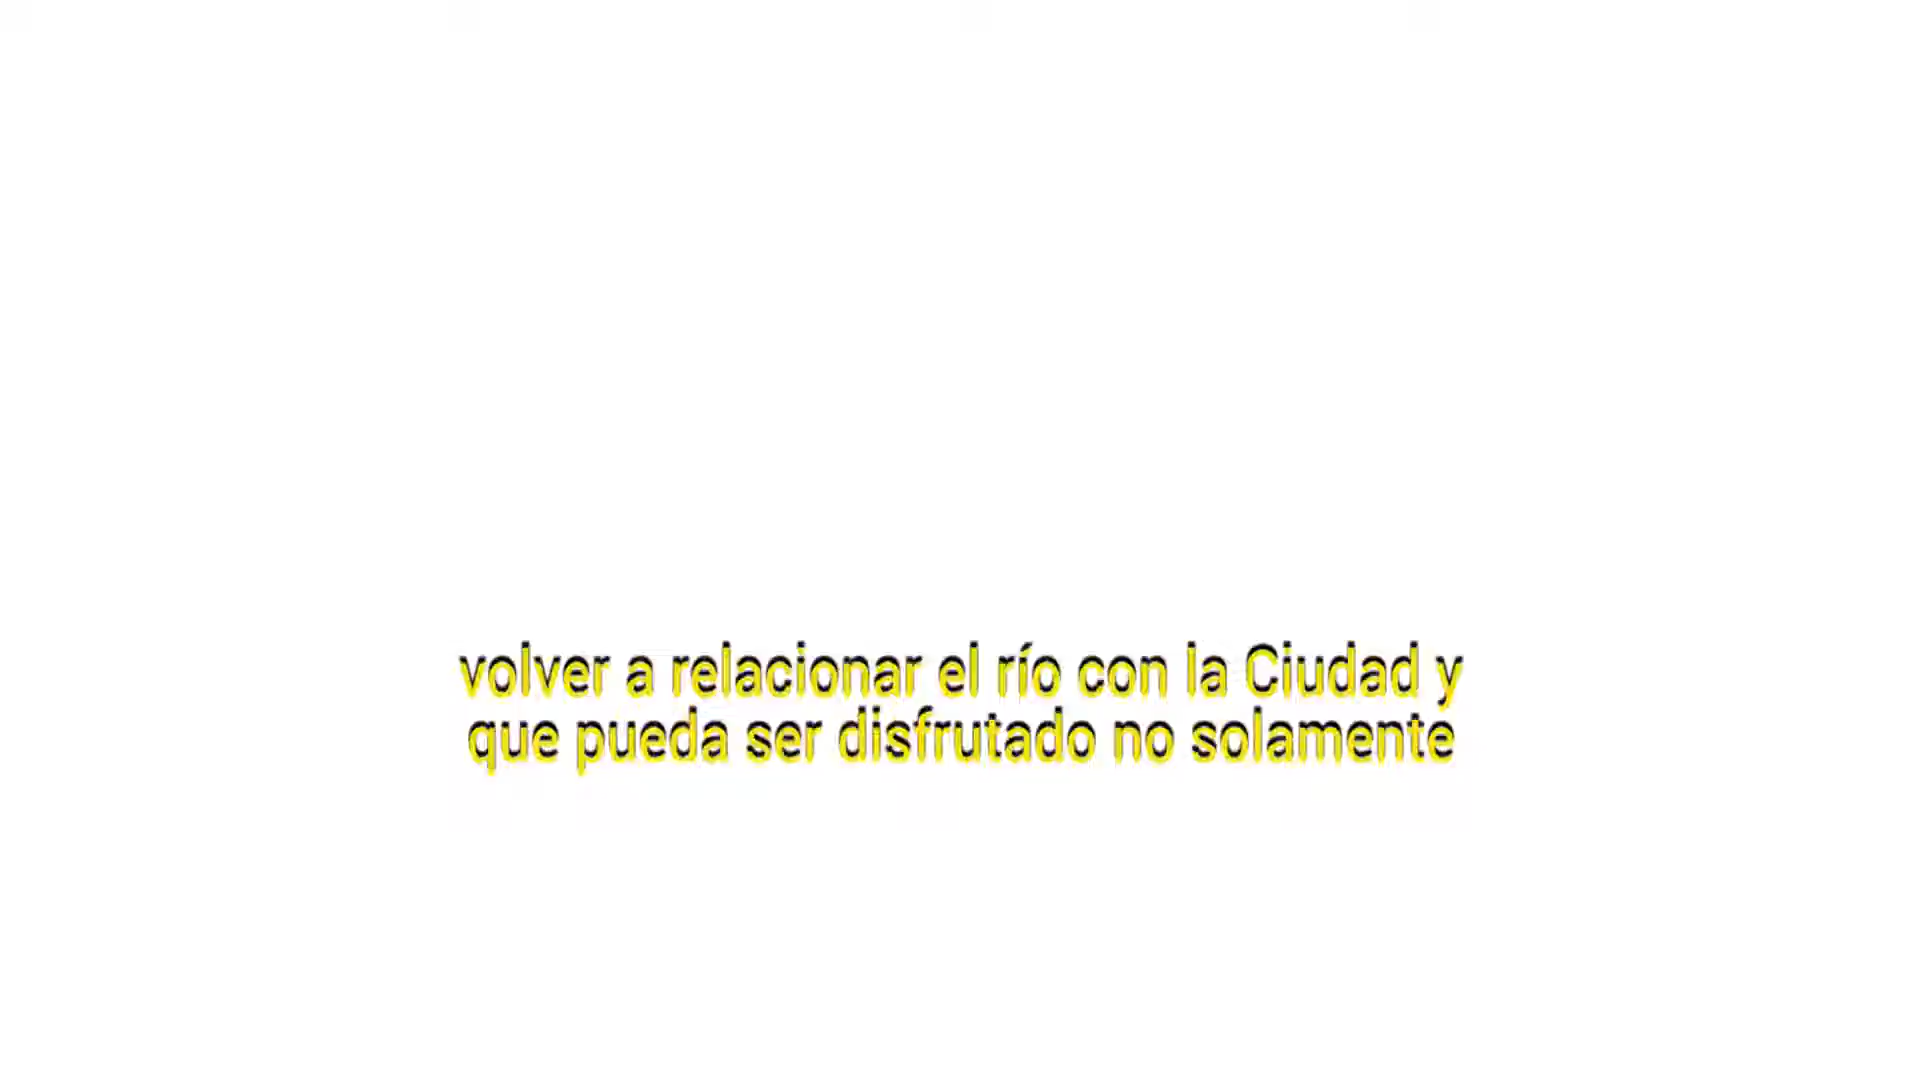 volver a relacionar el río con la Ciudad y
que pueda ser disfrutado no solamente